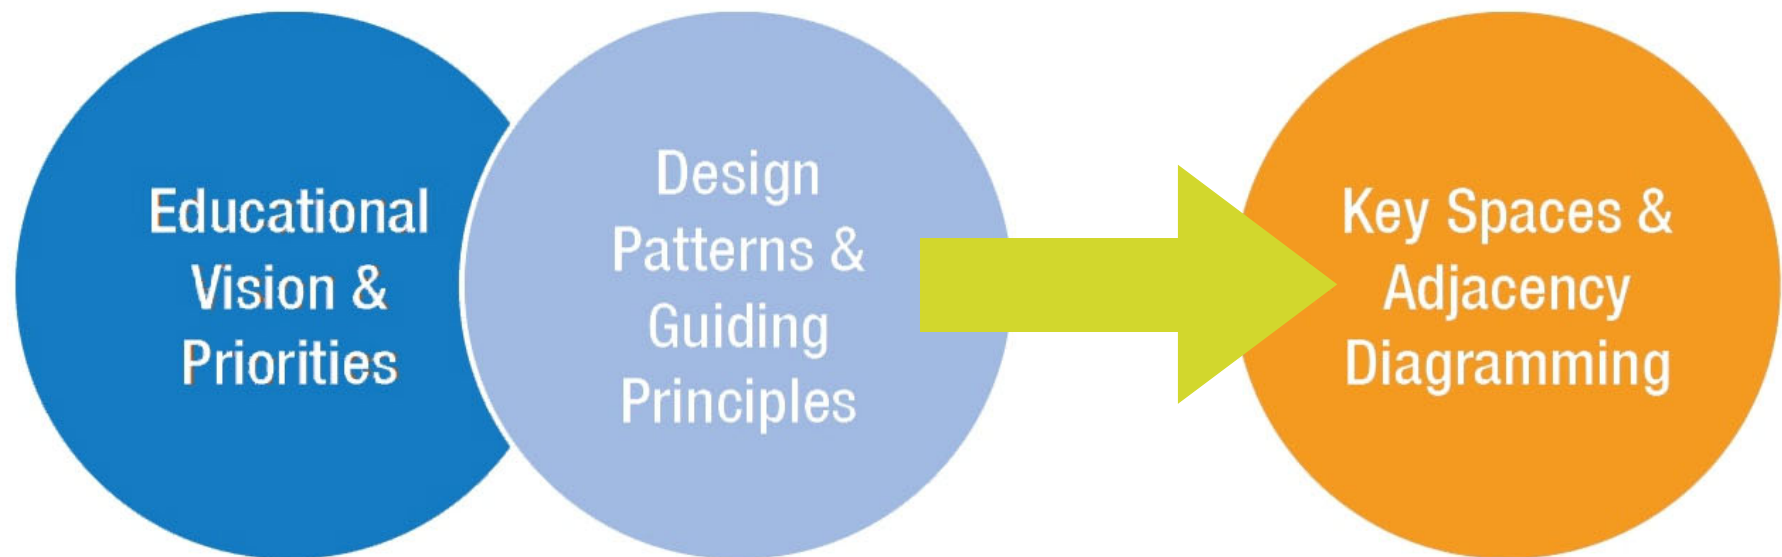 Educational
Vision &
Priorities
Design
Patterns &
Guiding
Principles
Key Spaces &
Adjacency
Diagramming